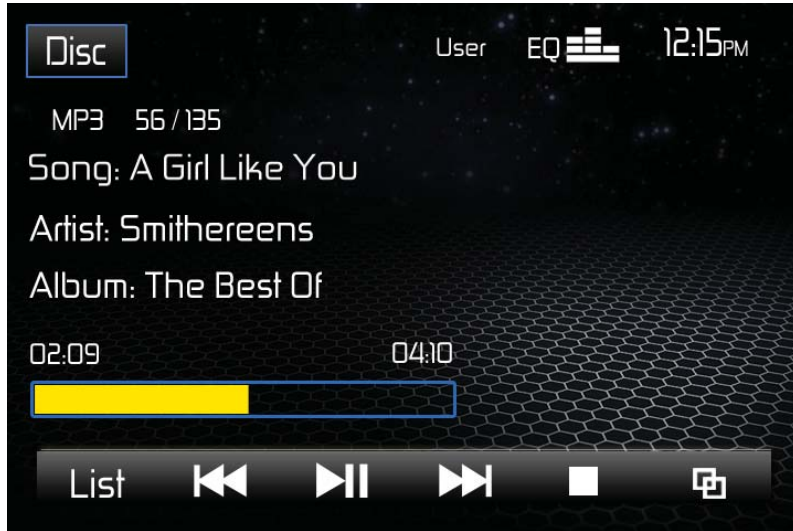 Disc User EQ 12:15PM
MP3 56 / 135
Song: A Girl Like You
Artist: Smithereens
Album: The Best Of
02:09 04:10
List